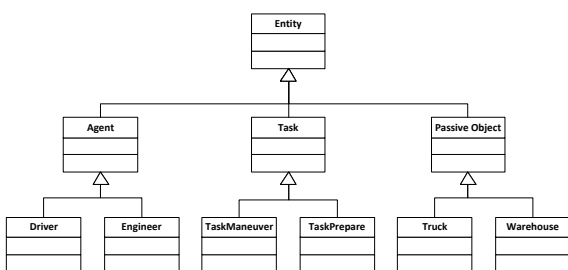 Entity
Agent
Task
Passive Object
Driver
Engineer
TaskManeuver
TaskPrepare
Truck
Warehouse